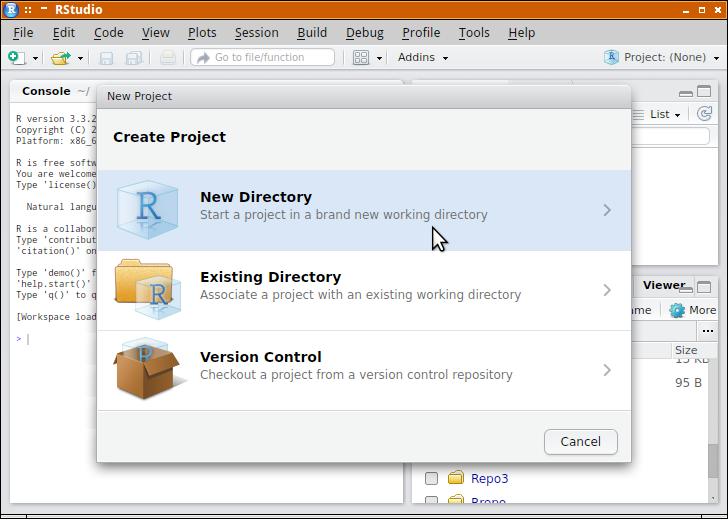 RStudio
File Edit Code View Plots Session Build Debug Profile Tools Help
Go to file/function Addins Project: (None)
Console ~/
New Project
Create Project
New Directory
Start a project in a brand new working directory
Existing Directory
Associate a project with an existing working directory
Version Control
Checkout a project from a version control repository
Cancel
R version 3.3.2
Copyright (C) 2
Platform: x86_6
R is free softw
You are welcome
Type 'license()
Natural langu
R is a collabor
Type 'contribut
'citation()' on
Type 'demo()' f
'help.start()'
Type 'q()' to q
[Workspace load
>
List
Viewer
me More
...
Size
95 B
Repo3